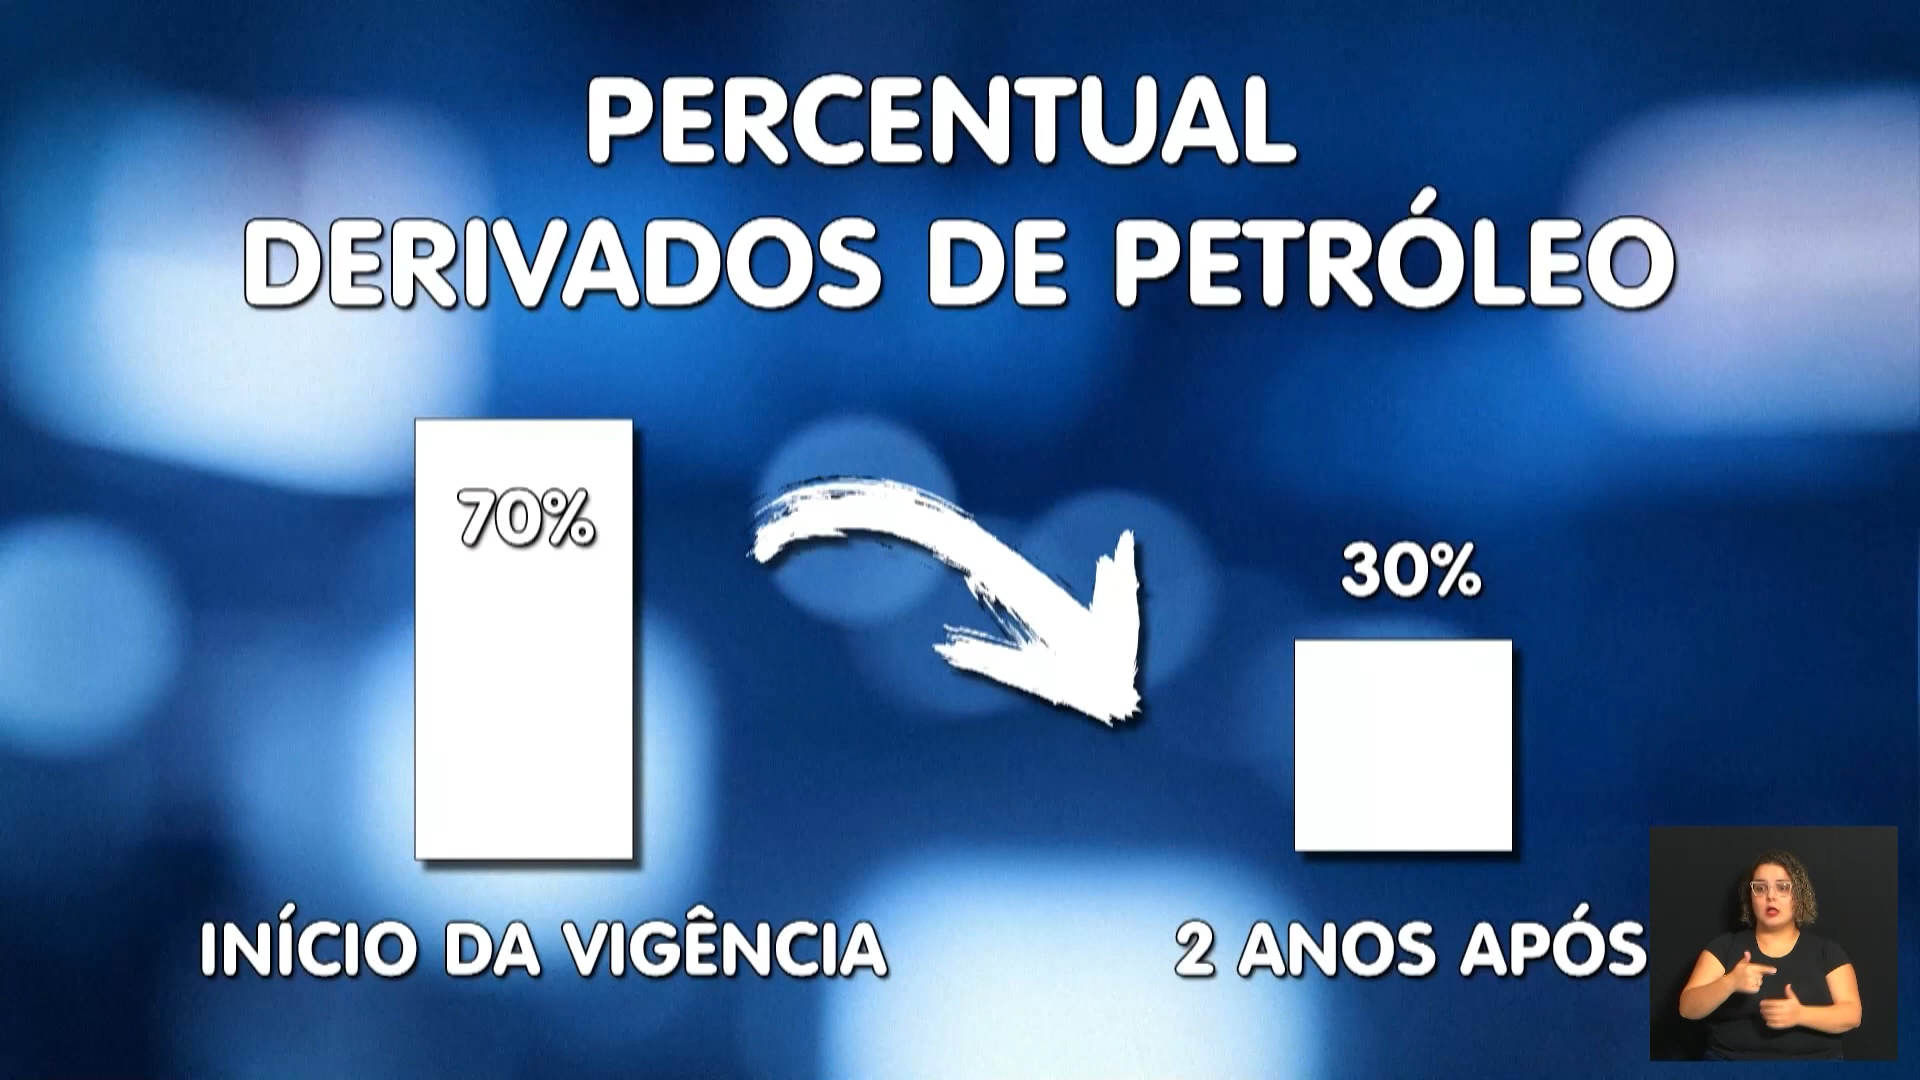 PERCENTUAL
DERIVADOS DE PETRÓLEO
70%
30%
INÍCIO DA VIGÊNCIA
2 ANOS APÓS